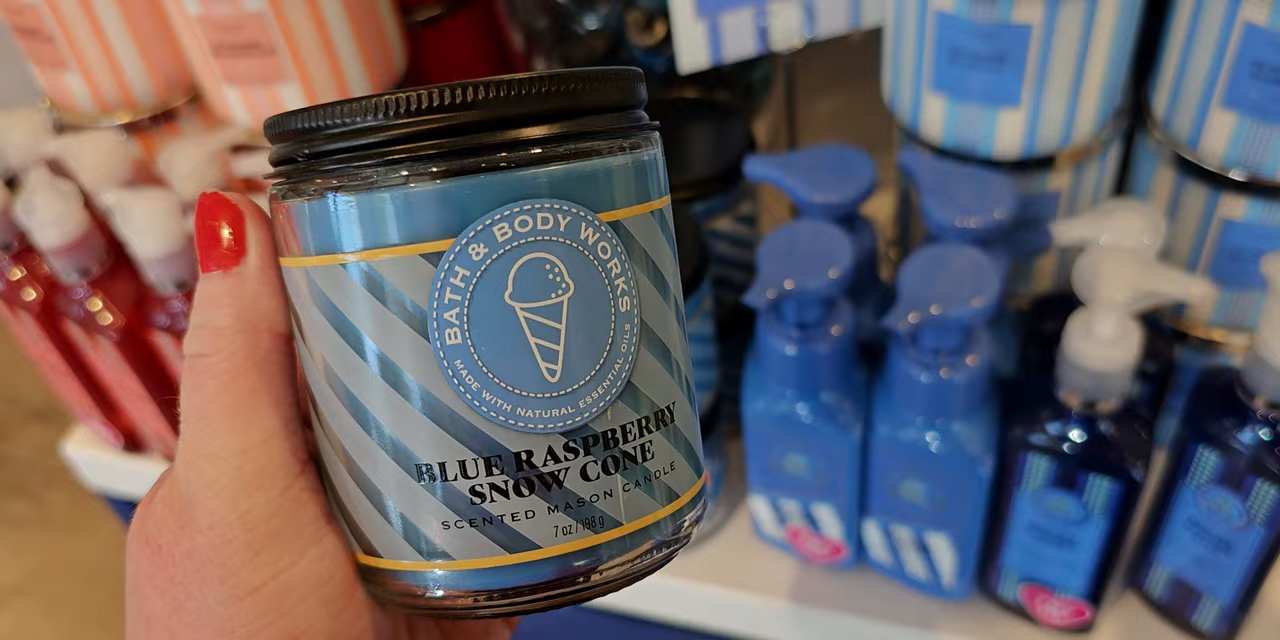 BATH & BODY WORKS
MADE WITH NATURAL ESSENTIAL OILS
BLUE RASPBERRY
SNOW CONE
SCENTED MASON CANDLE
7 oz / 198 g